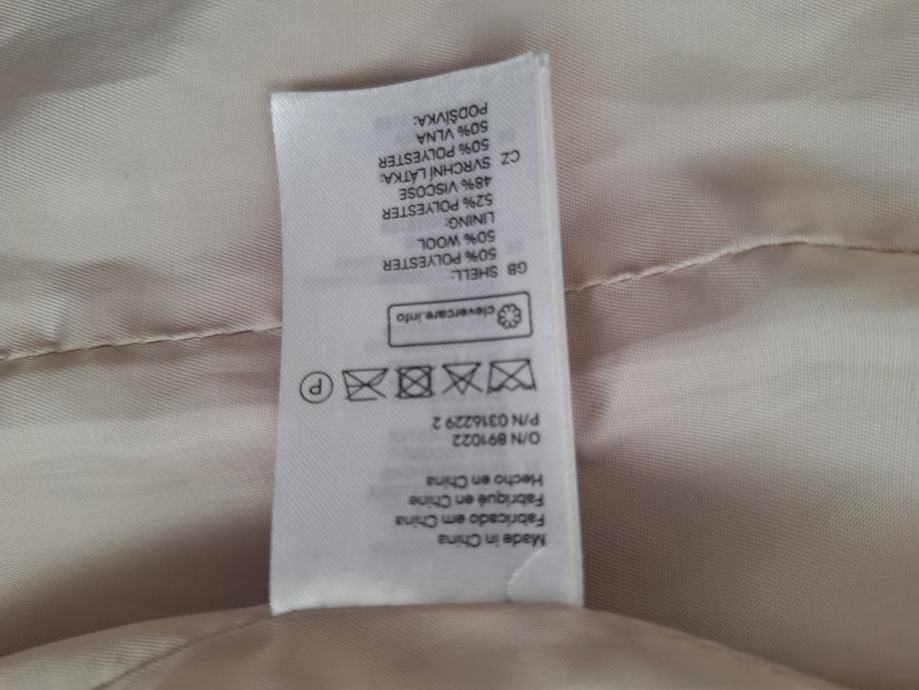 Made in China
Fabricado em China
Fabriqué en Chine
Hecho en China
O/N 891022
P/N 0316229 2
P
clevercare.info
GB SHELL:
50% POLYESTER
50% WOOL
LINING:
52% POLYESTER
48% VISCOSE
CZ SVRCHNÍ LÁTKA:
50% POLYESTER
50% VLNA
PODŠÍVKA: